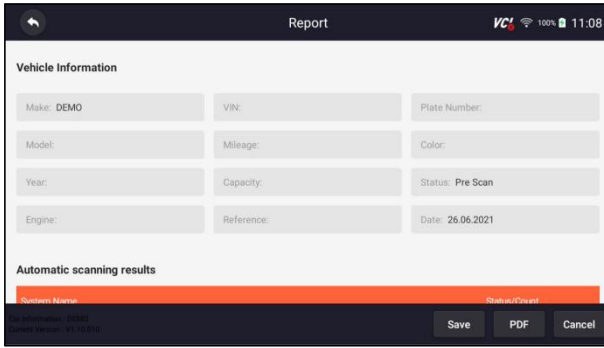 Report
VCI 100% 11:08
Vehicle Information
Make: DEMO VIN: Plate Number:
Model: Mileage: Color:
Year: Capacity: Status: Pre Scan
Engine: Reference: Date: 26.06.2021
Automatic scanning results
System Name Status/Count
Car Information : DEMO
Current Version : V1.10.010
Save PDF Cancel